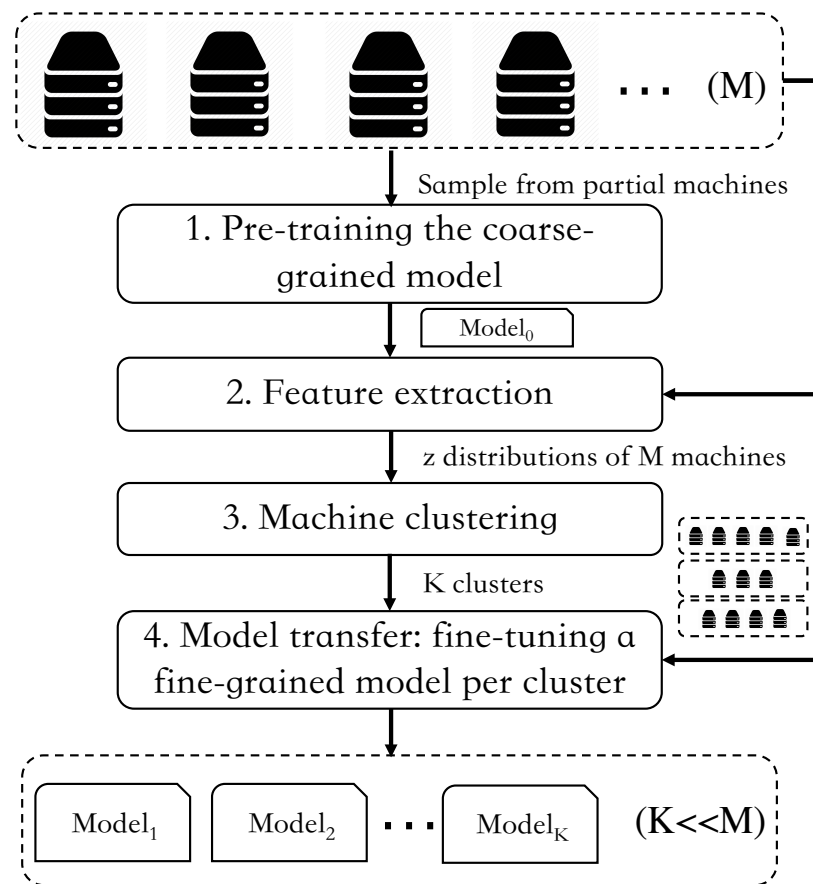 ... (M)
Sample from partial machines
1. Pre-training the coarse-
grained model
Model₀
2. Feature extraction
z distributions of M machines
3. Machine clustering
K clusters
4. Model transfer: fine-tuning a
fine-grained model per cluster
Model₁ Model₂ ... Model_K (K<<M)